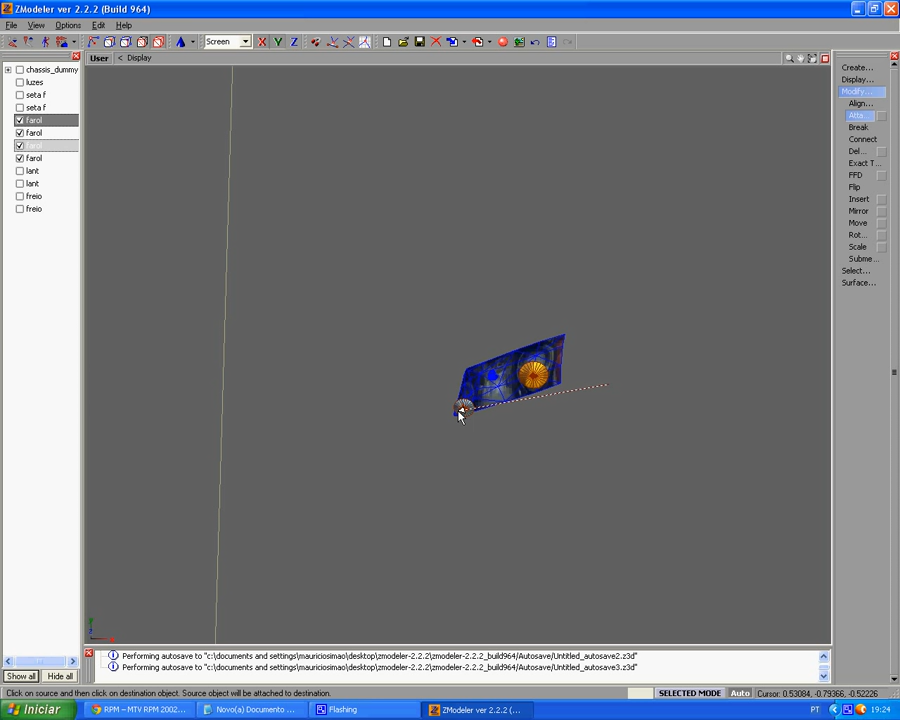 ZModeler ver 2.2.2 (Build 964)
File View Options Edit Help
Screen X Y Z
User < Display
chassis_dummy
luzes
seta f
seta f
farol
farol
farol
farol
lant
lant
freio
freio
Create...
Display...
Modify...
Align...
Atta...
Break
Connect
Del...
Exact T...
FFD
Flip
Insert
Mirror
Move
Rot...
Scale
Subme...
Select...
Surface...
Performing autosave to "c:\documents and settings\mauriciosimao\desktop\zmodeler-2.2.2\zmodeler-2.2.2_build964/Autosave/Untitled_autosave2.z3d"
Performing autosave to "c:\documents and settings\mauriciosimao\desktop\zmodeler-2.2.2\zmodeler-2.2.2_build964/Autosave/Untitled_autosave3.z3d"
Show all Hide all
Click on source and then click on destination object. Source object will be attached to destination. SELECTED MODE Auto Cursor: 0.53084, -0.79366, -0.52226
Iniciar RPM – MTV RPM 2002... Novo(a) Documento ... Flashing ZModeler ver 2.2.2 (... PT 19:24